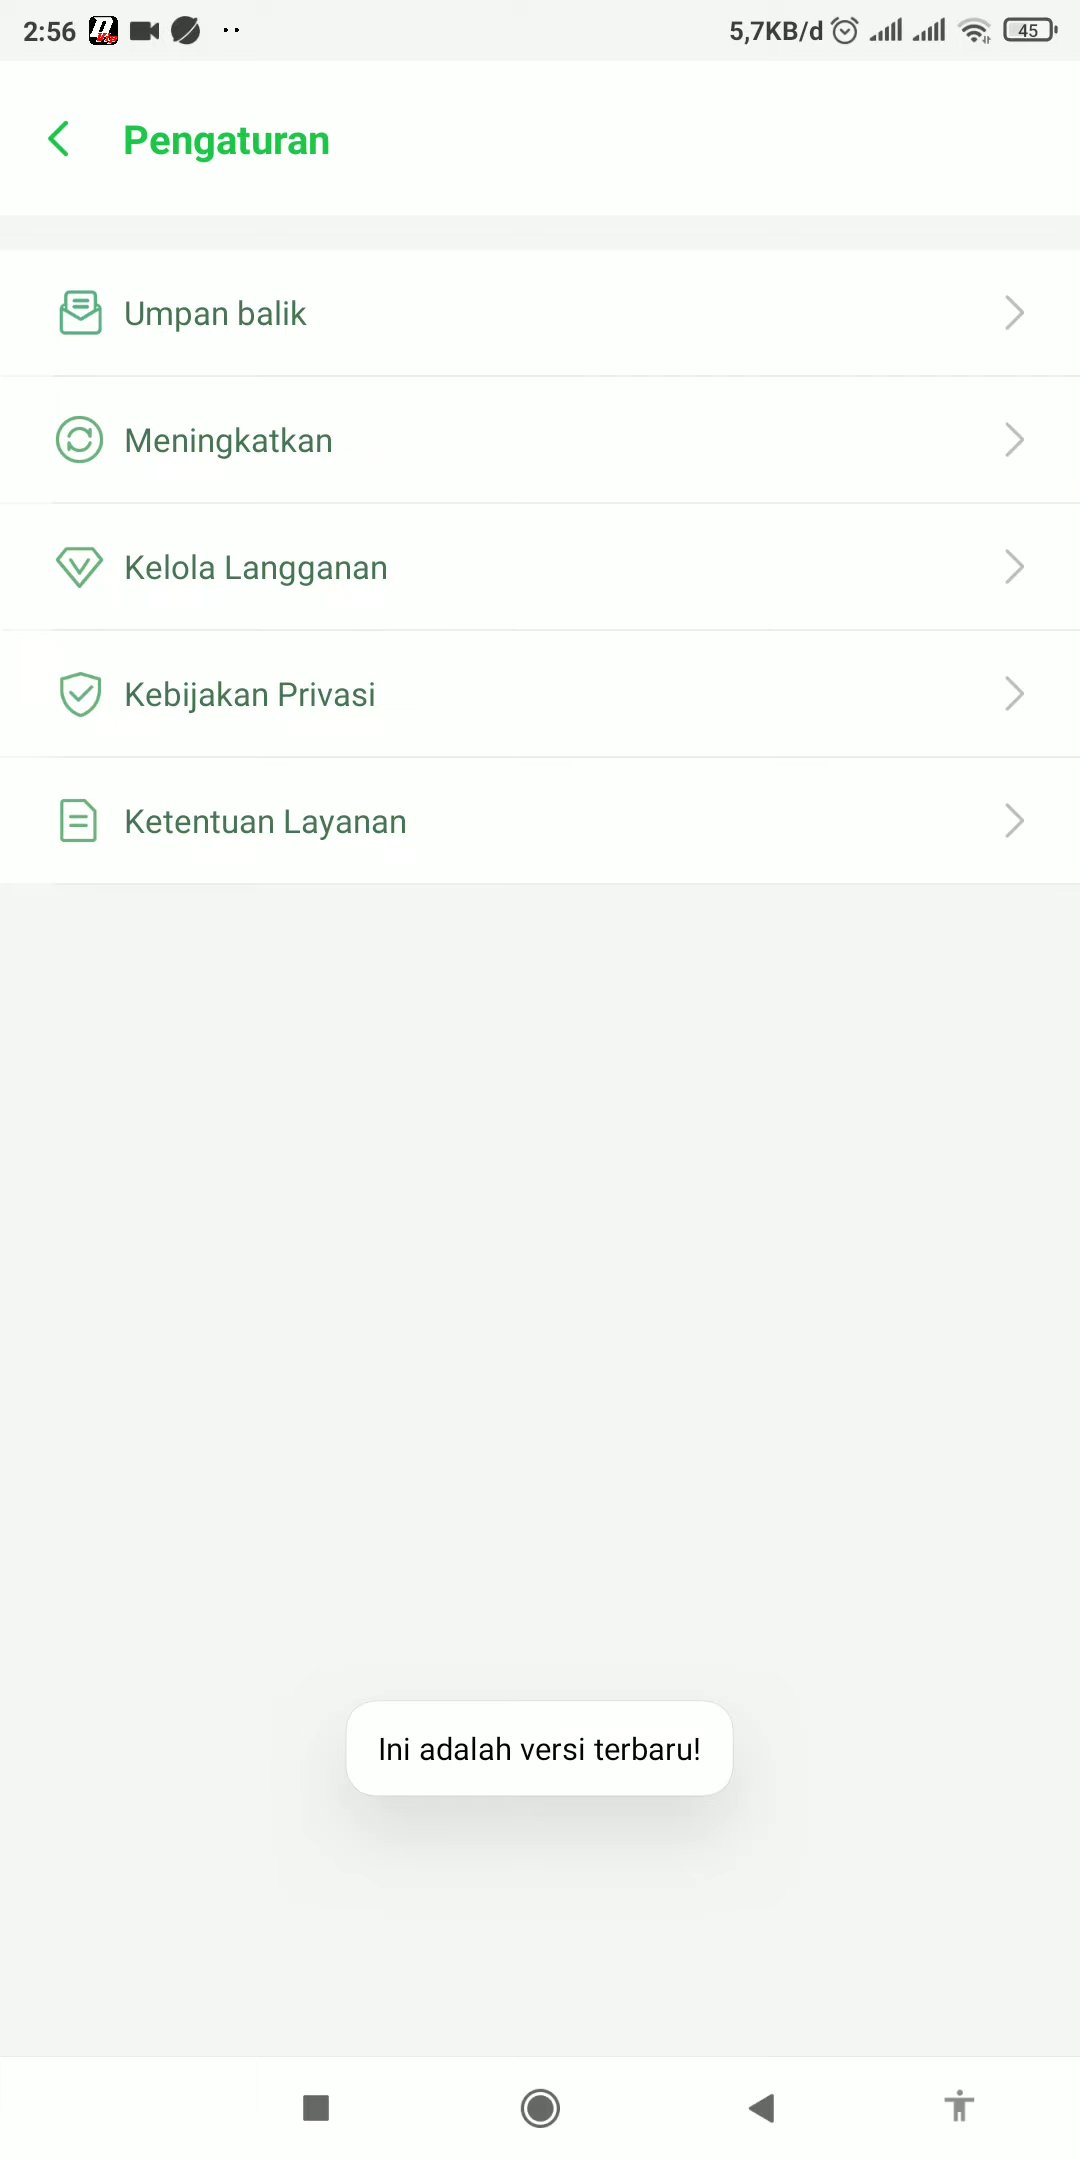 2:56
5,7KB/d
45
Pengaturan
Umpan balik
Meningkatkan
Kelola Langganan
Kebijakan Privasi
Ketentuan Layanan
Ini adalah versi terbaru!